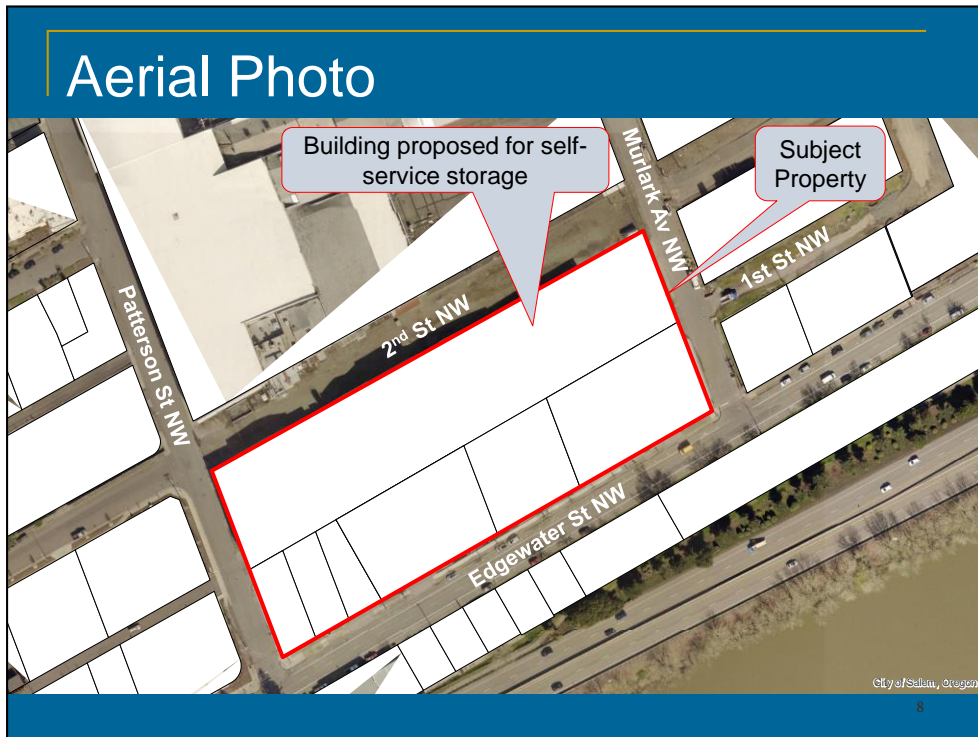 Aerial Photo
Building proposed for self-
service storage
Murlark Av NW
Subject
Property
1st St NW
Patterson St NW
2nd St NW
Edgewater St NW
City of Salem, Oregon
8